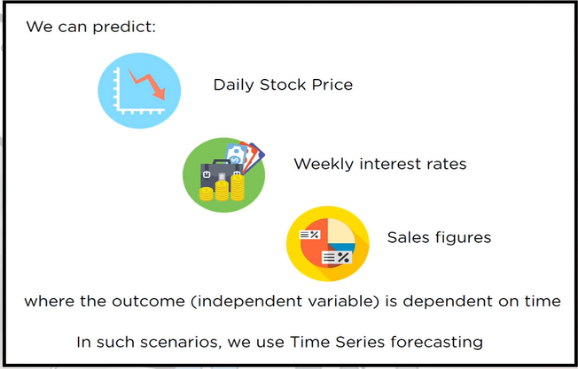 We can predict:
Daily Stock Price
Weekly interest rates
Sales figures
where the outcome (independent variable) is dependent on time
In such scenarios, we use Time Series forecasting